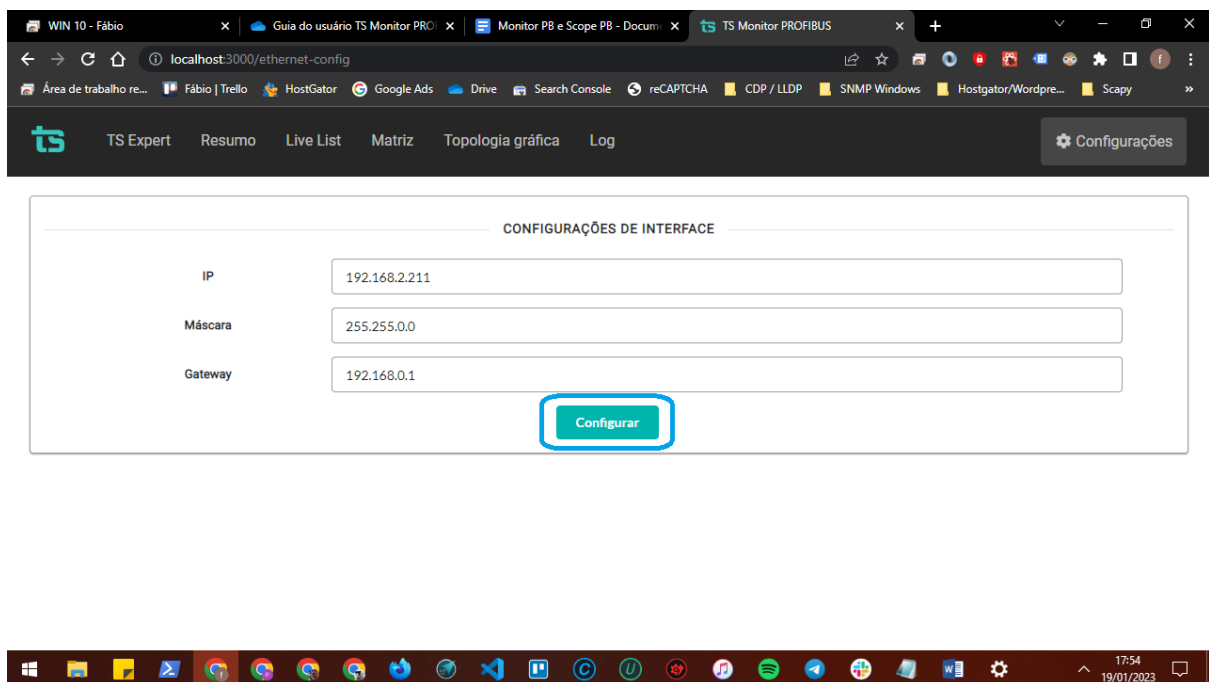 WIN 10 - Fábio
Guia do usuário TS Monitor PRO
Monitor PB e Scope PB - Docum
TS Monitor PROFIBUS
localhost:3000/ethernet-config
Área de trabalho re...
Fábio | Trello
HostGator
Google Ads
Drive
Search Console
reCAPTCHA
CDP / LLDP
SNMP Windows
Hostgator/Wordpre...
Scapy
»
ts
TS Expert
Resumo
Live List
Matriz
Topologia gráfica
Log
Configurações
CONFIGURAÇÕES DE INTERFACE
IP
192.168.2.211
Máscara
255.255.0.0
Gateway
192.168.0.1
Configurar
17:54
19/01/2023